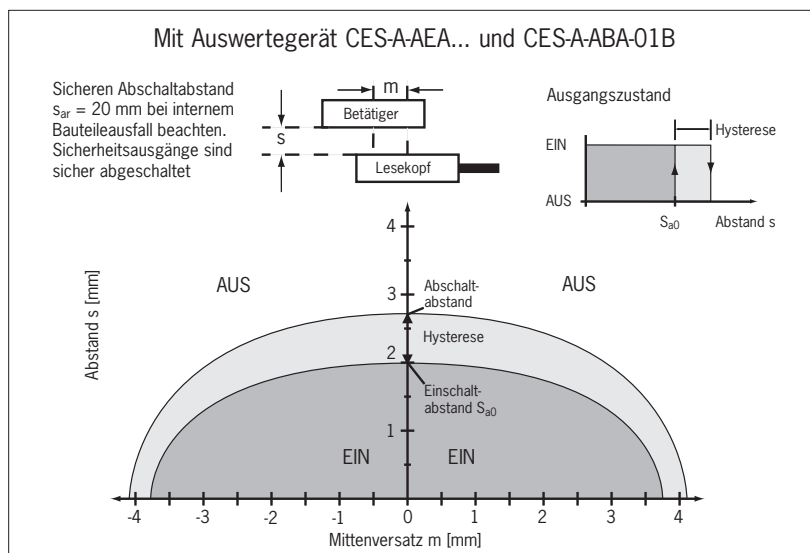 Mit Auswertegerät CES-A-AEA... und CES-A-ABA-01B
Sicheren Abschaltabstand
sar = 20 mm bei internem
Bauteileausfall beachten.
Sicherheitsausgänge sind
sicher abgeschaltet
m
Betätiger
s
Lesekopf
Ausgangszustand
Hysterese
EIN
AUS
Sa0
Abstand s
Abstand s [mm]
4
3
2
1
AUS
AUS
Abschalt-
abstand
Hysterese
Einschalt-
abstand Sa0
EIN
EIN
-4
-3
-2
-1
0
1
2
3
4
Mittenversatz m [mm]